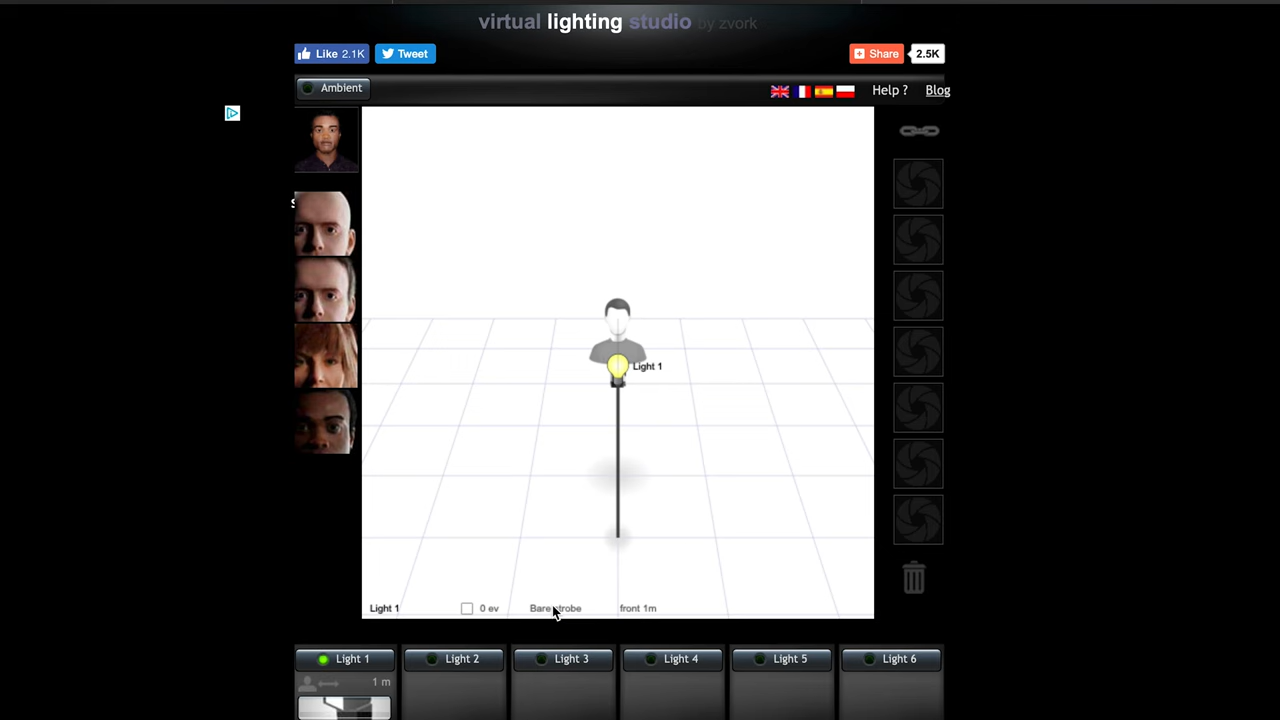 virtual lighting studio by zvork
Like 2.1K
Tweet
Share 2.5K
Ambient
Help ? Blog
Light 1
Light 1 0 ev Bare strobe front 1m
Light 1 Light 2 Light 3 Light 4 Light 5 Light 6
1 m